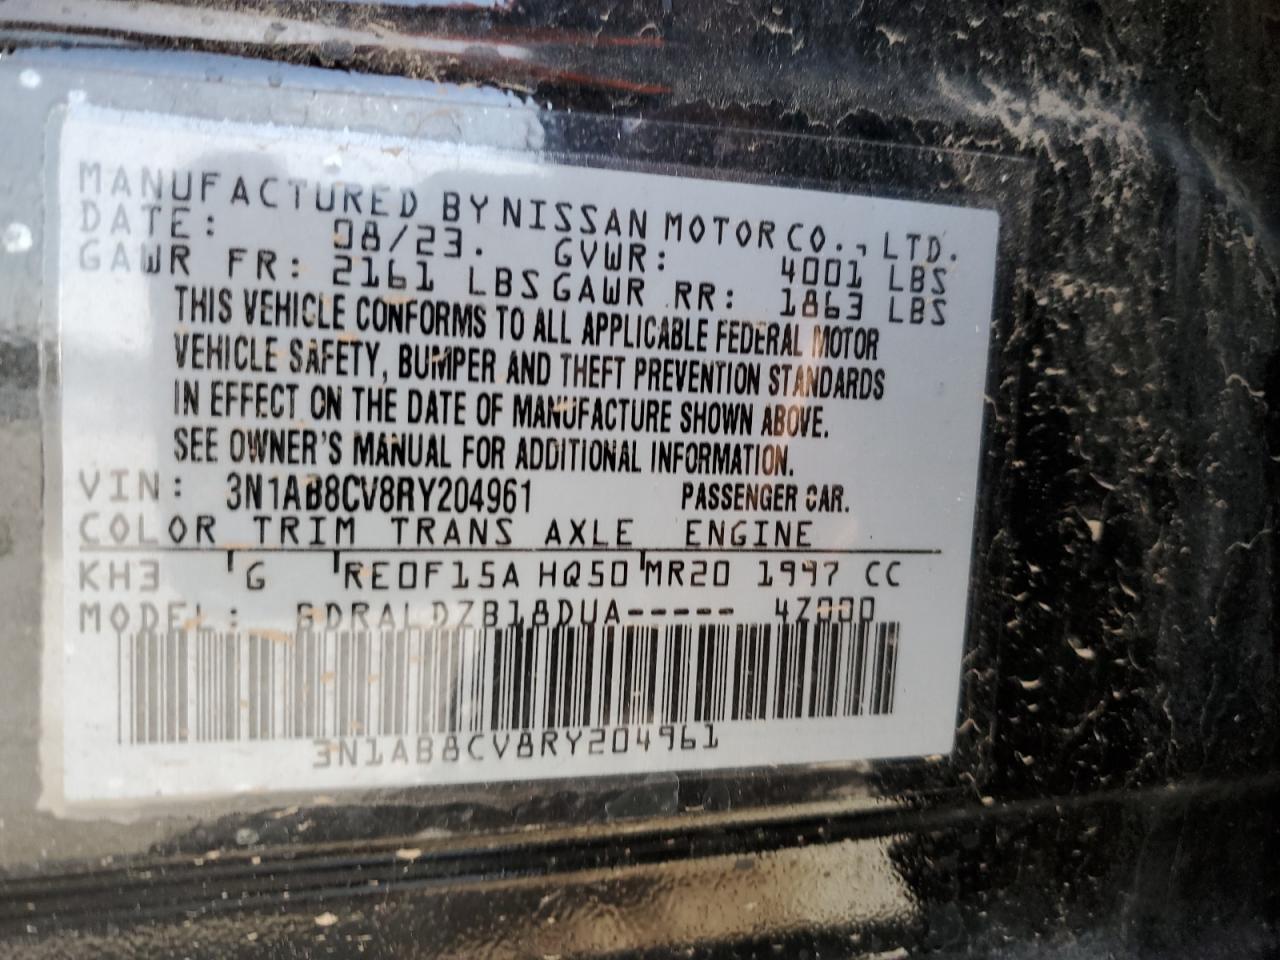 MANUFACTURED BY NISSAN MOTOR CO., LTD.
DATE: 08/23. GVWR: 4001 LBS
GAWR FR: 2161 LBS GAWR RR: 1863 LBS
THIS VEHICLE CONFORMS TO ALL APPLICABLE FEDERAL MOTOR
VEHICLE SAFETY, BUMPER AND THEFT PREVENTION STANDARDS
IN EFFECT ON THE DATE OF MANUFACTURE SHOWN ABOVE.
SEE OWNER'S MANUAL FOR ADDITIONAL INFORMATION.
VIN: 3N1AB8CV8RY204961 PASSENGER CAR.
COLOR TRIM TRANS AXLE ENGINE
KH3 G RE0F15A HQ50 MR20 1997 CC
MODEL: 4Z000
3N1AB8CV8RY204961